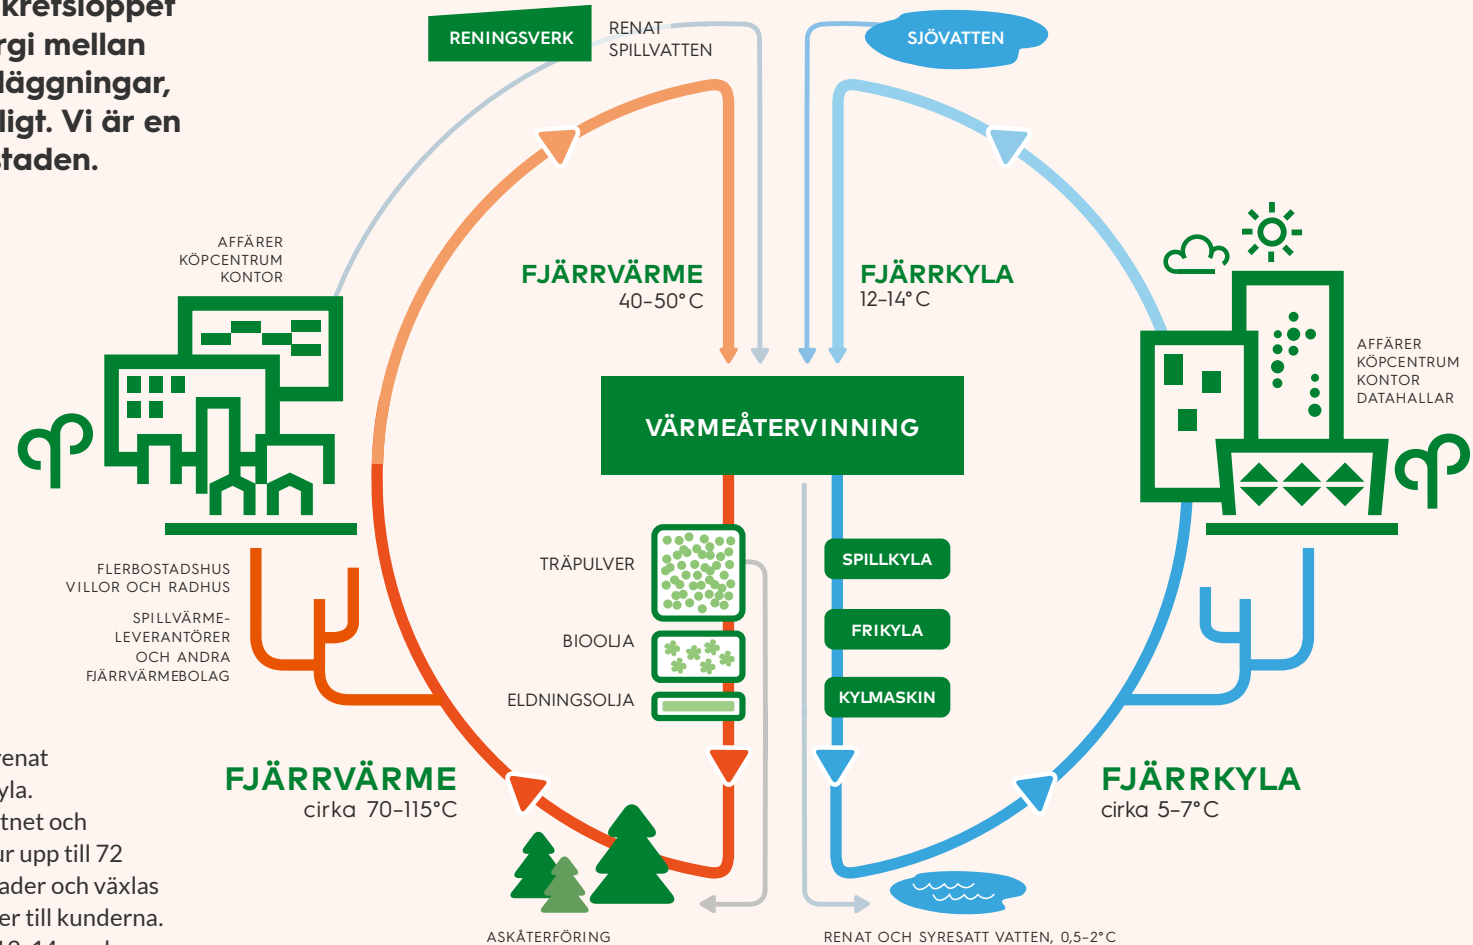 kretsloppet
rgi mellan
läggningar,
ligt. Vi är en
staden.
RENINGSVERK
RENAT
SPILLVATTEN
SJÖVATTEN
AFFÄRER
KÖPCENTRUM
KONTOR
FJÄRRVÄRME
40–50°C
FJÄRRKYLA
12–14°C
AFFÄRER
KÖPCENTRUM
KONTOR
DATAHALLAR
VÄRMEÅTERVINNING
FLERBOSTADSHUS
VILLOR OCH RADHUS
SPILLVÄRME-
LEVERANTÖRER
OCH ANDRA
FJÄRRVÄRMEBOLAG
TRÄPULVER
BIOOLJA
ELDNINGSOLJA
SPILLKYLA
FRIKYLA
KYLMASKIN
FJÄRRVÄRME
cirka 70–115°C
FJÄRRKYLA
cirka 5–7°C
renat
yla.
tnet och
ur upp till 72
ader och växlas
er till kunderna.
ASKÅTERFÖRING
RENAT OCH SYRESATT VATTEN, 0,5–2°C